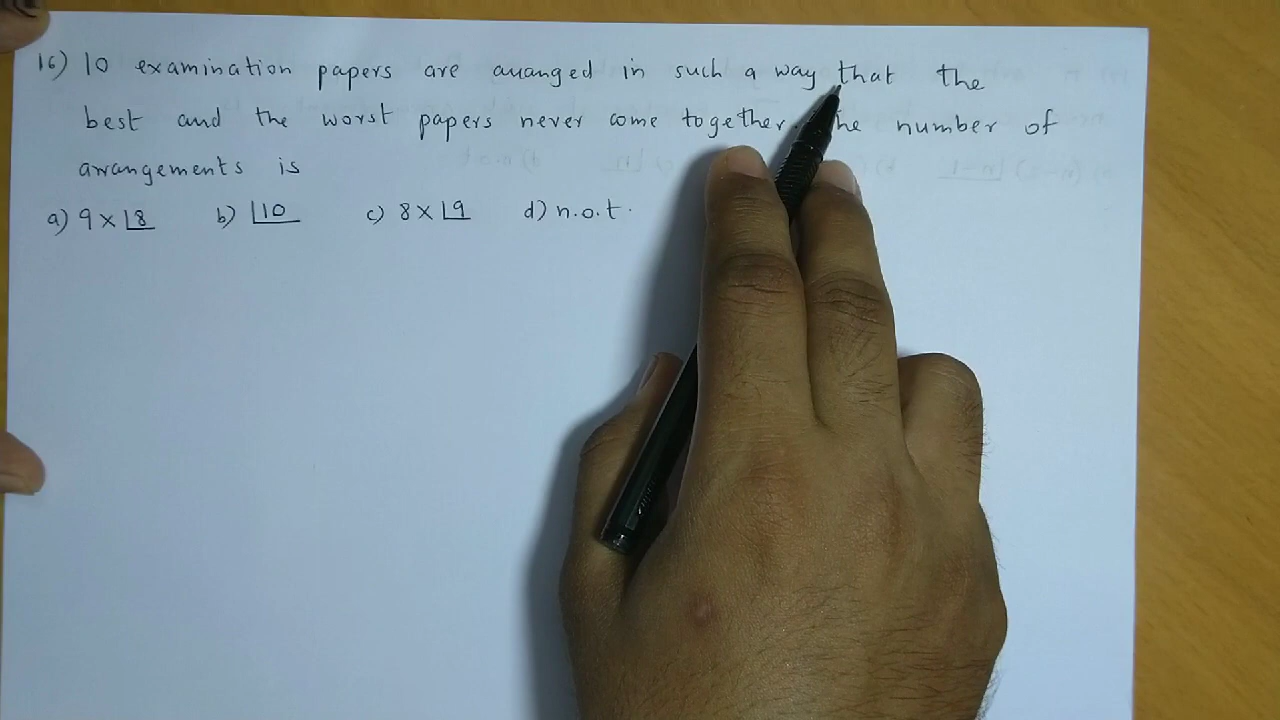 16) 10 examination papers are arranged in such a way that the
best and the worst papers never come together. The number of
arrangements is
a) 9 × ⌊8 b) ⌊10 c) 8 × ⌊9 d) n.o.t.